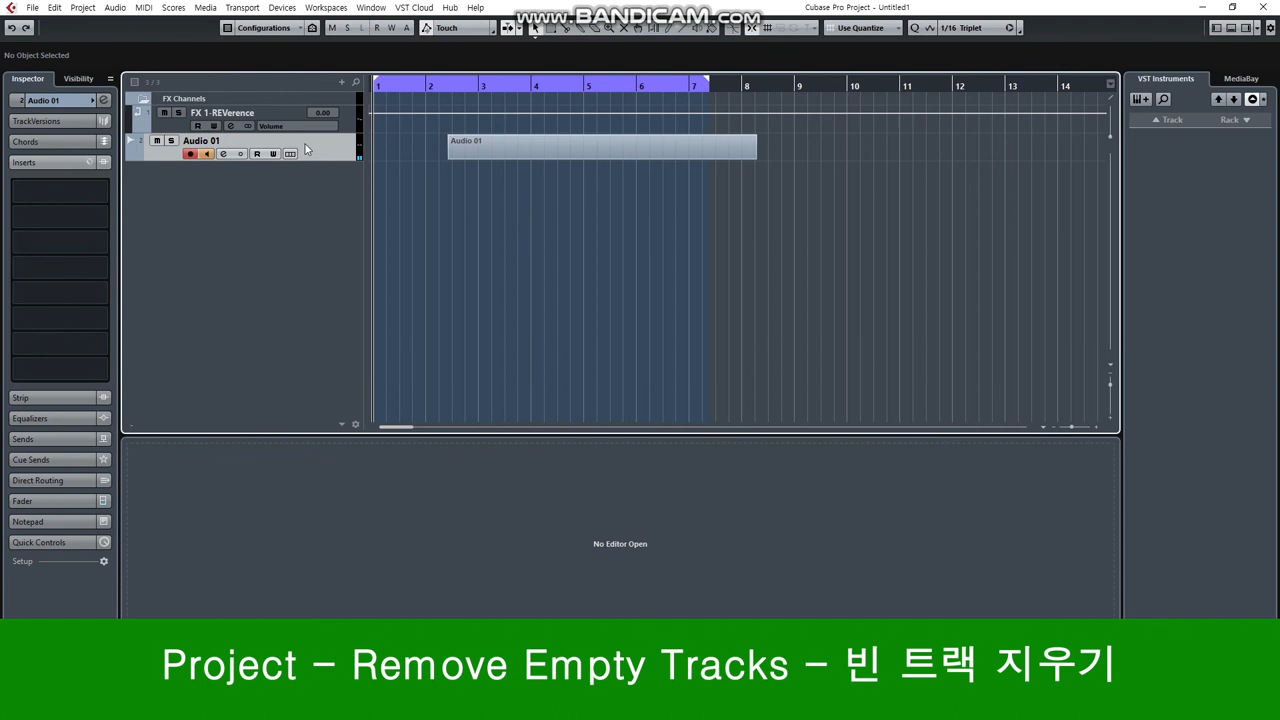 www.BANDICAM.com
File Edit Project Audio MIDI Scores Media Transport Devices Workspaces Window VST Cloud Hub Help
Cubase Pro Project - Untitled1
Configurations M S L R W A Touch Use Quantize Q 1/16 Triplet
No Object Selected
Inspector Visibility
3 / 3
1 2 3 4 5 6 7 8 9 10 11 12 13 14
VST Instruments MediaBay
2 Audio 01
FX Channels
1 M S FX 1-REVerence 0.00
R W e Volume
2 M S Audio 01
R W
Audio 01
Track Rack
TrackVersions
Chords
Inserts
Strip
Equalizers
Sends
Cue Sends
Direct Routing
Fader
Notepad
Quick Controls
Setup
No Editor Open
Project - Remove Empty Tracks - 빈 트랙 지우기